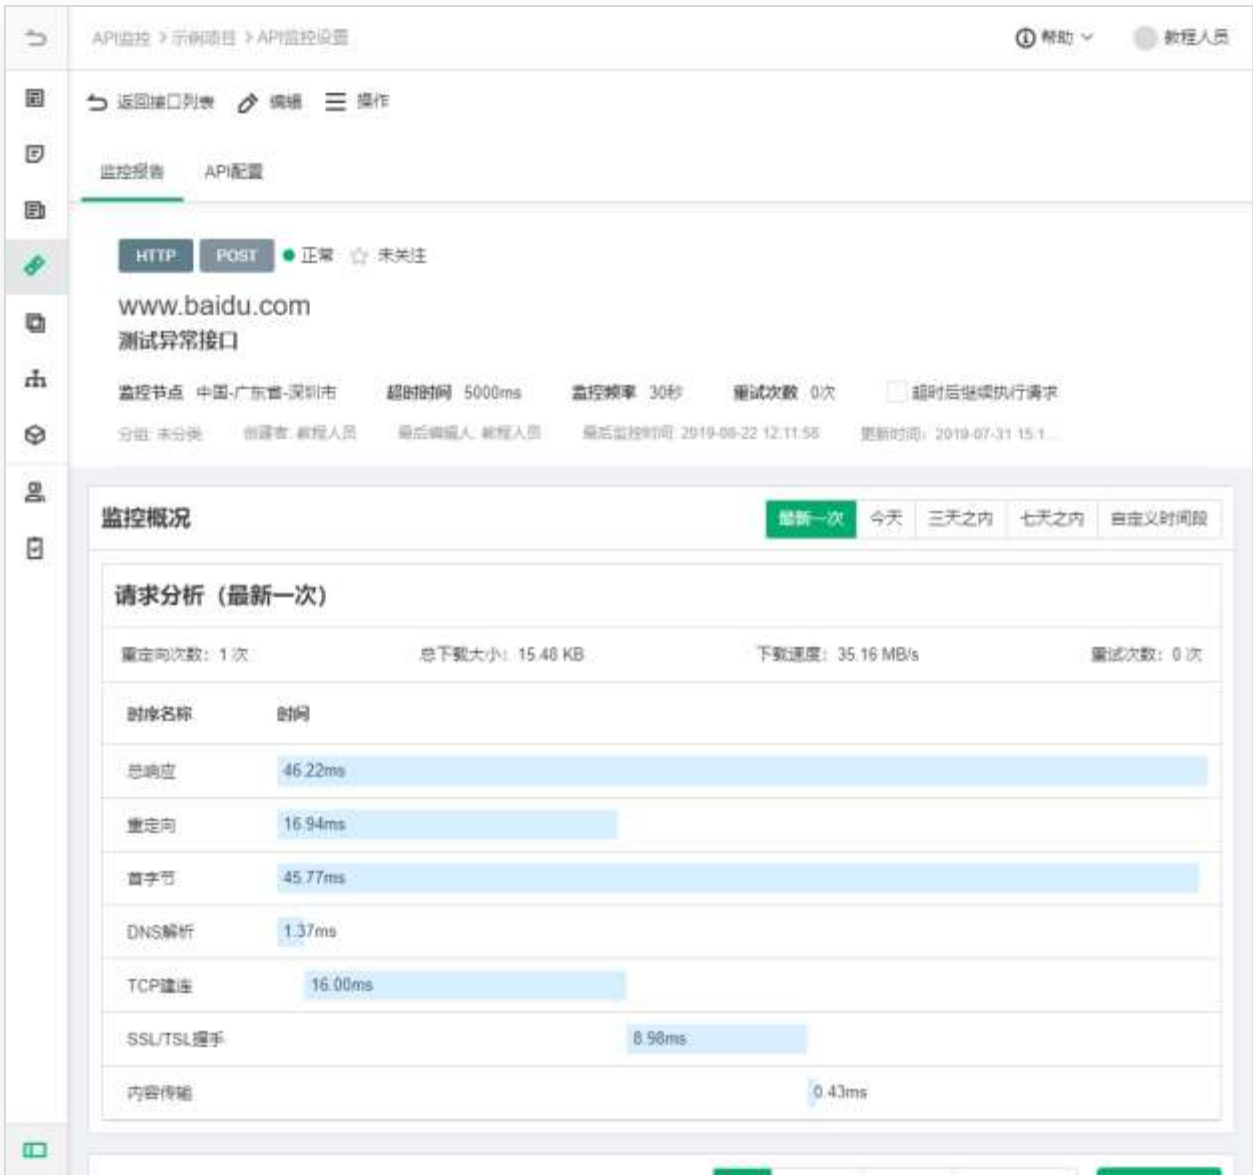 API监控 > 示例项目 > API监控设置 帮助 教程人员
返回接口列表 编辑 操作
监控报告 API配置
HTTP POST 正常 未关注
www.baidu.com
测试异常接口
监控节点 中国-广东省-深圳市 超时时间 5000ms 监控频率 30秒 重试次数 0次 超时后继续执行请求
分组: 未分类 创建者: 教程人员 最后编辑人: 教程人员 最后监控时间: 2019-08-22 12:11:56 更新时间: 2019-07-31 15:1...
监控概况 最新一次 今天 三天之内 七天之内 自定义时间段
请求分析（最新一次）
重定向次数: 1 次 总下载大小: 15.48 KB 下载速度: 35.16 MB/s 重试次数: 0 次
时序名称 时间
总响应 46.22ms
重定向 16.94ms
首字节 45.77ms
DNS解析 1.37ms
TCP建连 16.00ms
SSL/TSL握手 8.98ms
内容传输 0.43ms